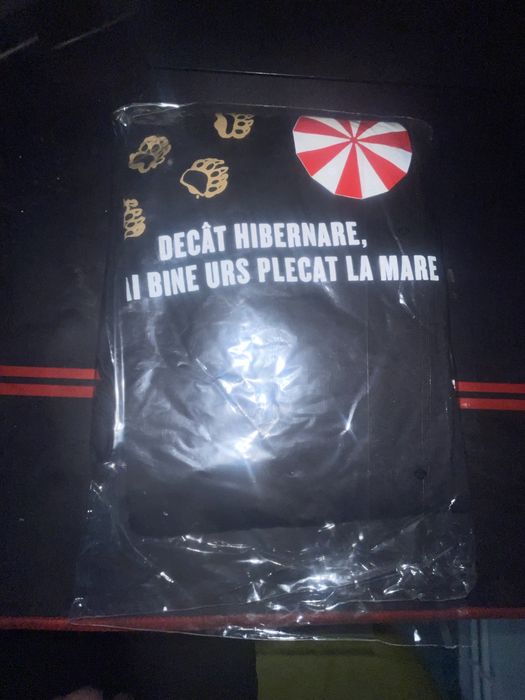 DECÂT HIBERNARE,
AI BINE URS PLECAT LA MARE